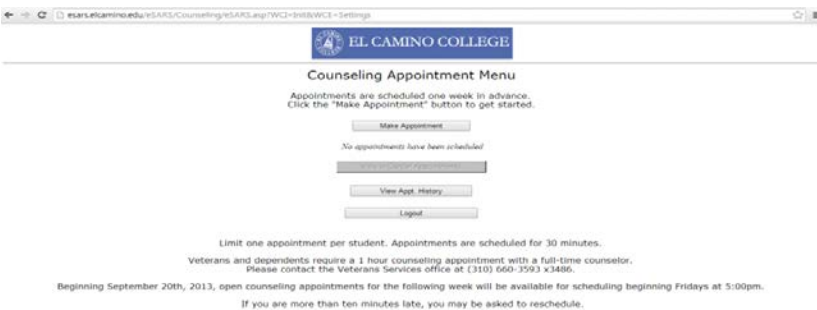 esars.elcamino.edu/eSARS/Counseling/eSARS.asp?WCI=Init&WCE=Settings
EL CAMINO COLLEGE
Counseling Appointment Menu
Appointments are scheduled one week in advance.
Click the "Make Appointment" button to get started.
Make Appointment
No appointments have been scheduled
View Appt. History
Logout
Limit one appointment per student. Appointments are scheduled for 30 minutes.
Veterans and dependents require a 1 hour counseling appointment with a full-time counselor.
Please contact the Veterans Services office at (310) 660-3593 x3486.
Beginning September 20th, 2013, open counseling appointments for the following week will be available for scheduling beginning Fridays at 5:00pm.
If you are more than ten minutes late, you may be asked to reschedule.